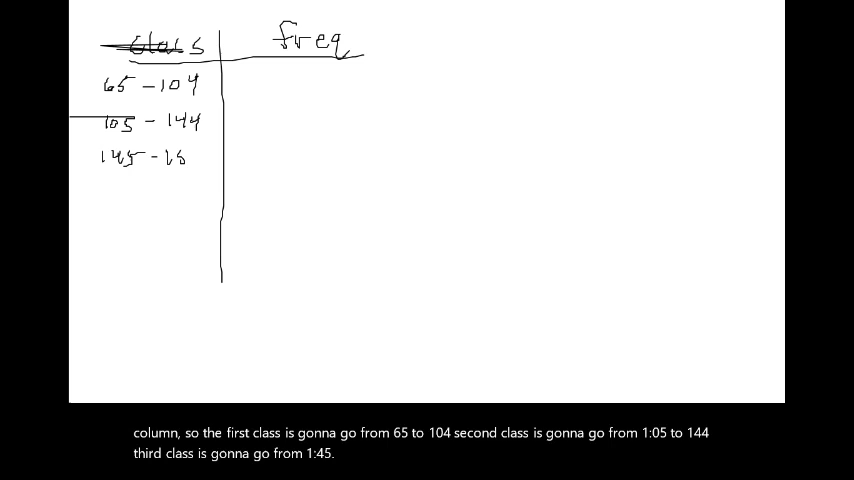 class freq
65 - 104
105 - 144
145 - 18
column, so the first class is gonna go from 65 to 104 second class is gonna go from 1:05 to 144
third class is gonna go from 1:45.